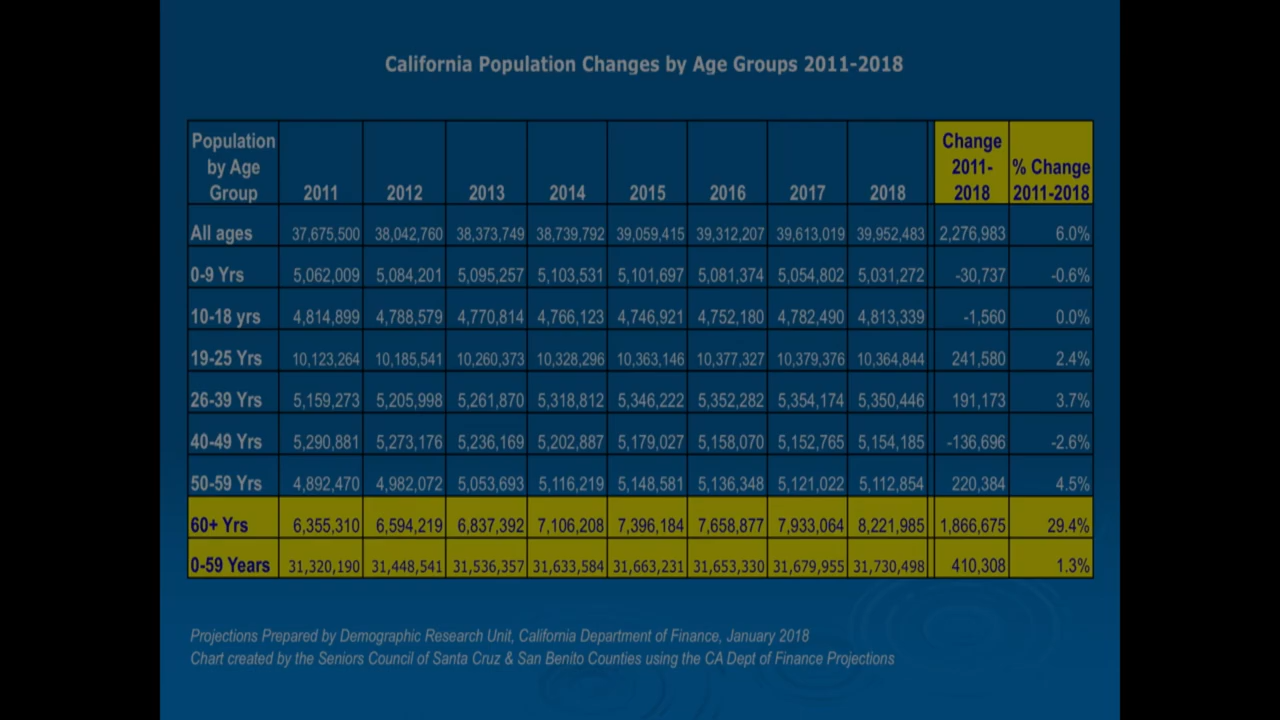 California Population Changes by Age Groups 2011-2018
Population by Age Group 2011 2012 2013 2014 2015 2016 2017 2018 Change 2011-2018 % Change 2011-2018
All ages 37,675,500 38,042,760 38,373,749 38,739,792 39,059,415 39,312,207 39,613,019 39,952,483 2,276,983 6.0%
0-9 Yrs 5,062,009 5,084,201 5,095,257 5,103,531 5,101,697 5,081,374 5,054,802 5,031,272 -30,737 -0.6%
10-18 yrs 4,814,899 4,788,579 4,770,814 4,766,123 4,746,921 4,752,180 4,782,490 4,813,339 -1,560 0.0%
19-25 Yrs 10,123,264 10,185,541 10,260,373 10,328,296 10,363,146 10,377,327 10,379,376 10,364,844 241,580 2.4%
26-39 Yrs 5,159,273 5,205,998 5,261,870 5,318,812 5,346,222 5,352,282 5,354,174 5,350,446 191,173 3.7%
40-49 Yrs 5,290,881 5,273,176 5,236,169 5,202,887 5,179,027 5,158,070 5,152,765 5,154,185 -136,696 -2.6%
50-59 Yrs 4,892,470 4,982,072 5,053,693 5,116,219 5,148,581 5,136,348 5,121,022 5,112,854 220,384 4.5%
60+ Yrs 6,355,310 6,594,219 6,837,392 7,106,208 7,396,184 7,658,877 7,933,064 8,221,985 1,866,675 29.4%
0-59 Years 31,320,190 31,448,541 31,536,357 31,633,584 31,663,231 31,653,330 31,679,955 31,730,498 410,308 1.3%
Projections Prepared by Demographic Research Unit, California Department of Finance, January 2018
Chart created by the Seniors Council of Santa Cruz & San Benito Counties using the CA Dept of Finance Projections